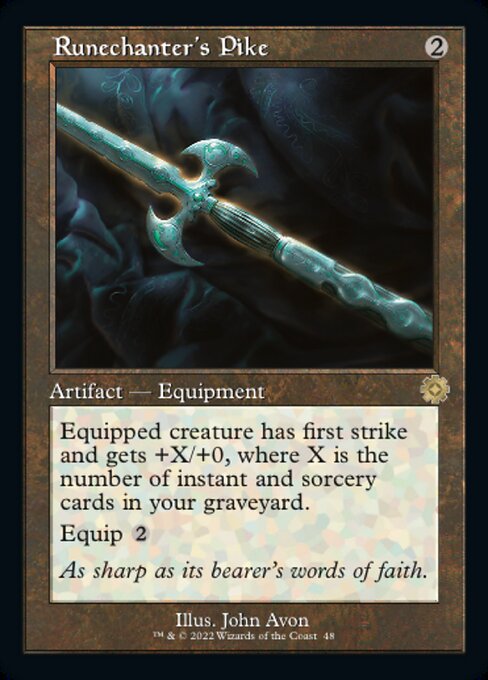 Runechanter's Pike 2
Artifact — Equipment
Equipped creature has first strike
and gets +X/+0, where X is the
number of instant and sorcery
cards in your graveyard.
Equip 2
As sharp as its bearer's words of faith.
Illus. John Avon
™ & © 2022 Wizards of the Coast 48